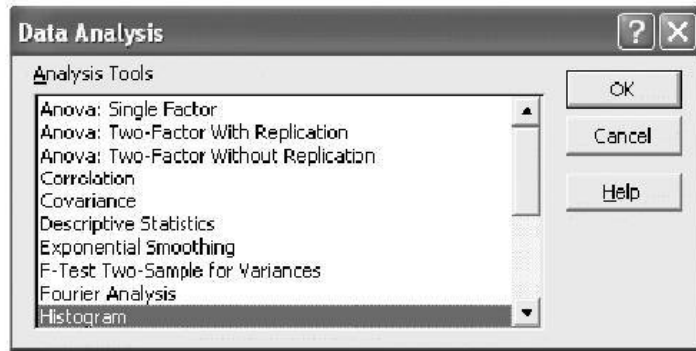 Data Analysis
Analysis Tools
Anova: Single Factor
Anova: Two-Factor With Replication
Anova: Two-Factor Without Replication
Correlation
Covariance
Descriptive Statistics
Exponential Smoothing
F-Test Two-Sample for Variances
Fourier Analysis
Histogram
OK
Cancel
Help